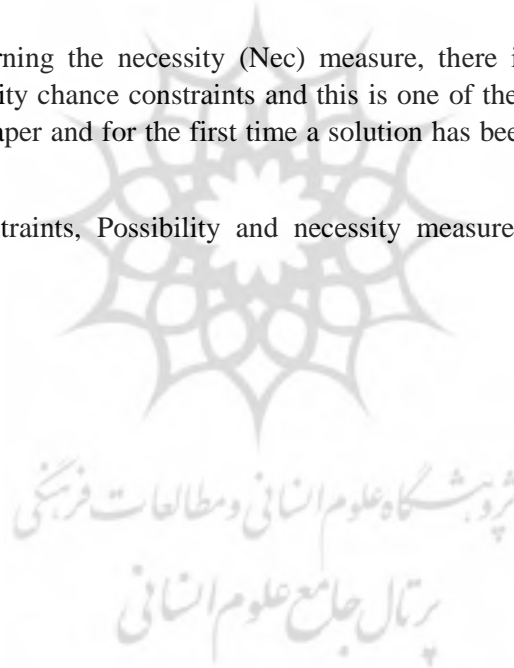 rning the necessity (Nec) measure, there i
ity chance constraints and this is one of the
aper and for the first time a solution has bee
traints, Possibility and necessity measure
پژوهشگاه علوم انسانی و مطالعات فرهنگی
پرتال جامع علوم انسانی